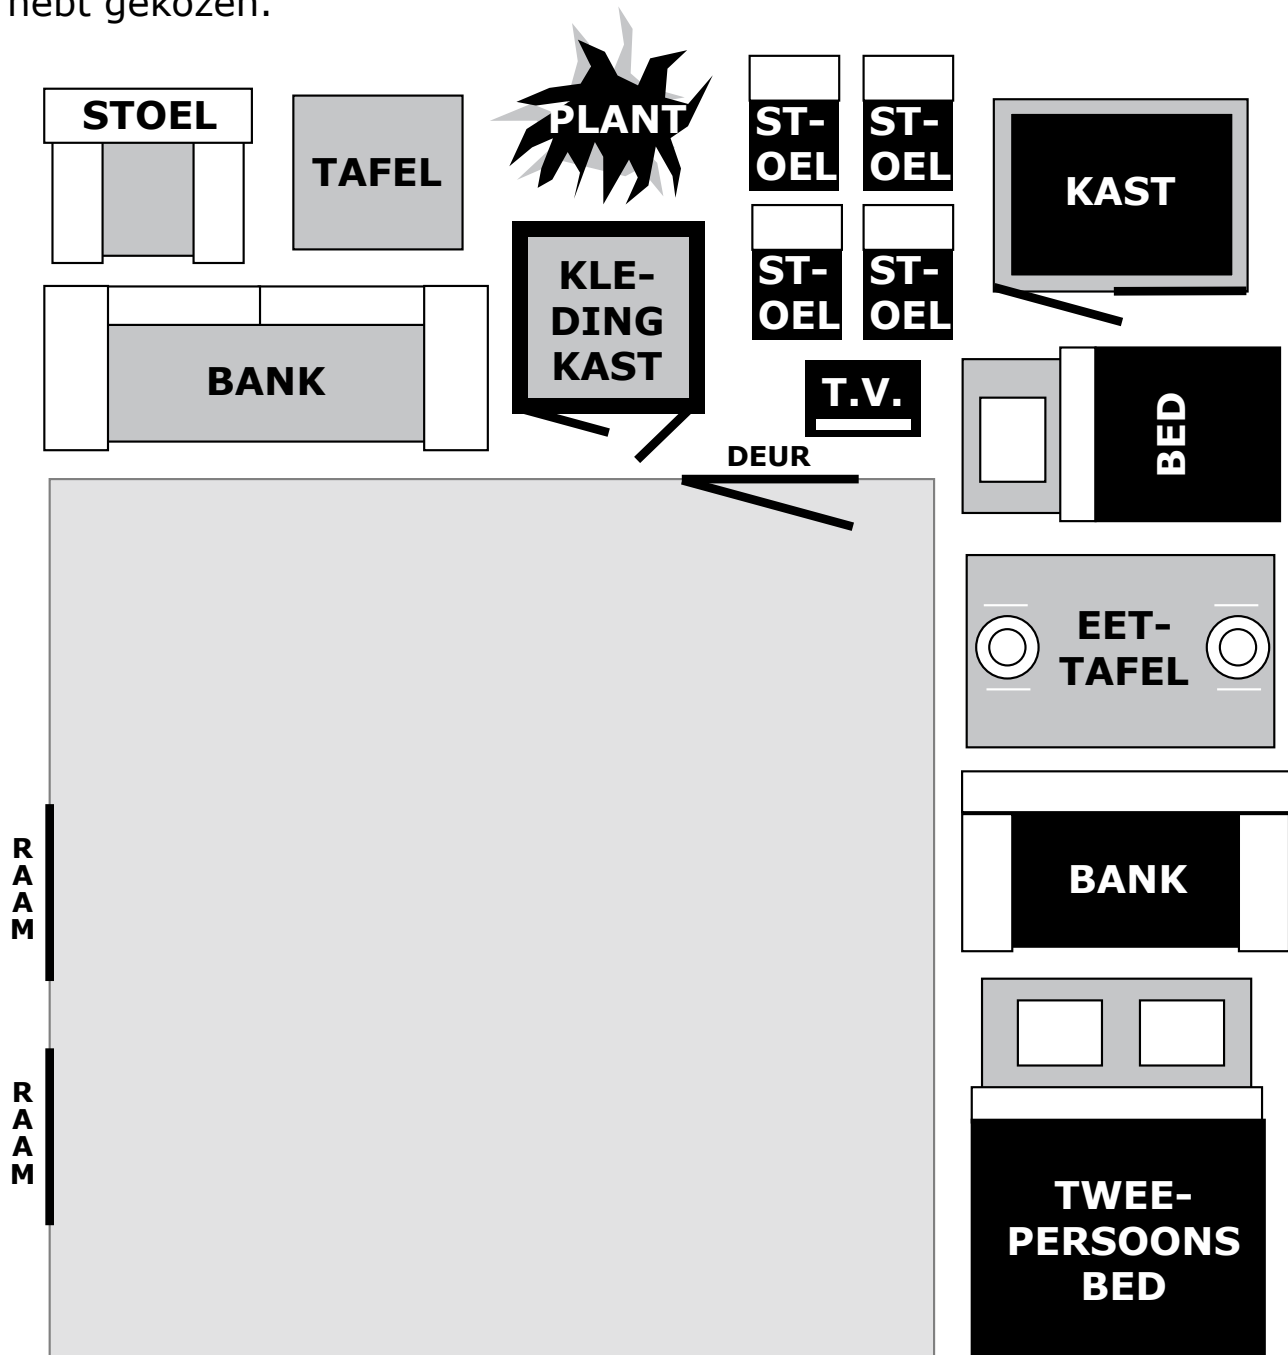 hebt gekozen.
STOEL
TAFEL
PLANT
ST-
OEL
ST-
OEL
KAST
ST-
OEL
ST-
OEL
KLE-
DING
KAST
BANK
T.V.
BED
DEUR
EET-
TAFEL
R
A
A
M
BANK
R
A
A
M
TWEE-
PERSOONS
BED